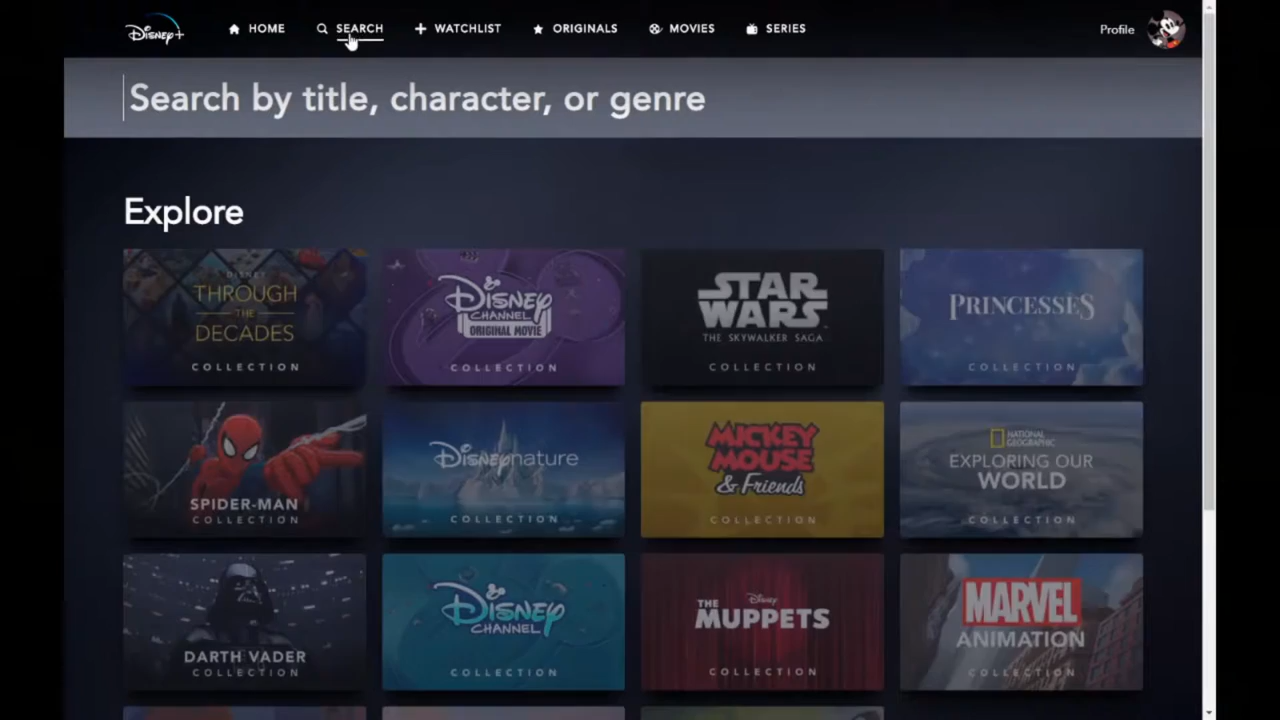 Disney+
HOME
SEARCH
WATCHLIST
ORIGINALS
MOVIES
SERIES
Profile
Search by title, character, or genre
Explore
DISNEY
THROUGH
THE
DECADES
COLLECTION
Disney
CHANNEL
ORIGINAL MOVIE
COLLECTION
STAR
WARS
THE SKYWALKER SAGA
COLLECTION
PRINCESSES
COLLECTION
SPIDER-MAN
COLLECTION
Disneynature
COLLECTION
MICKEY
MOUSE
& Friends
COLLECTION
NATIONAL
GEOGRAPHIC
EXPLORING OUR
WORLD
COLLECTION
DARTH VADER
COLLECTION
Disney
CHANNEL
COLLECTION
Disney
THE
MUPPETS
COLLECTION
MARVEL
ANIMATION
COLLECTION